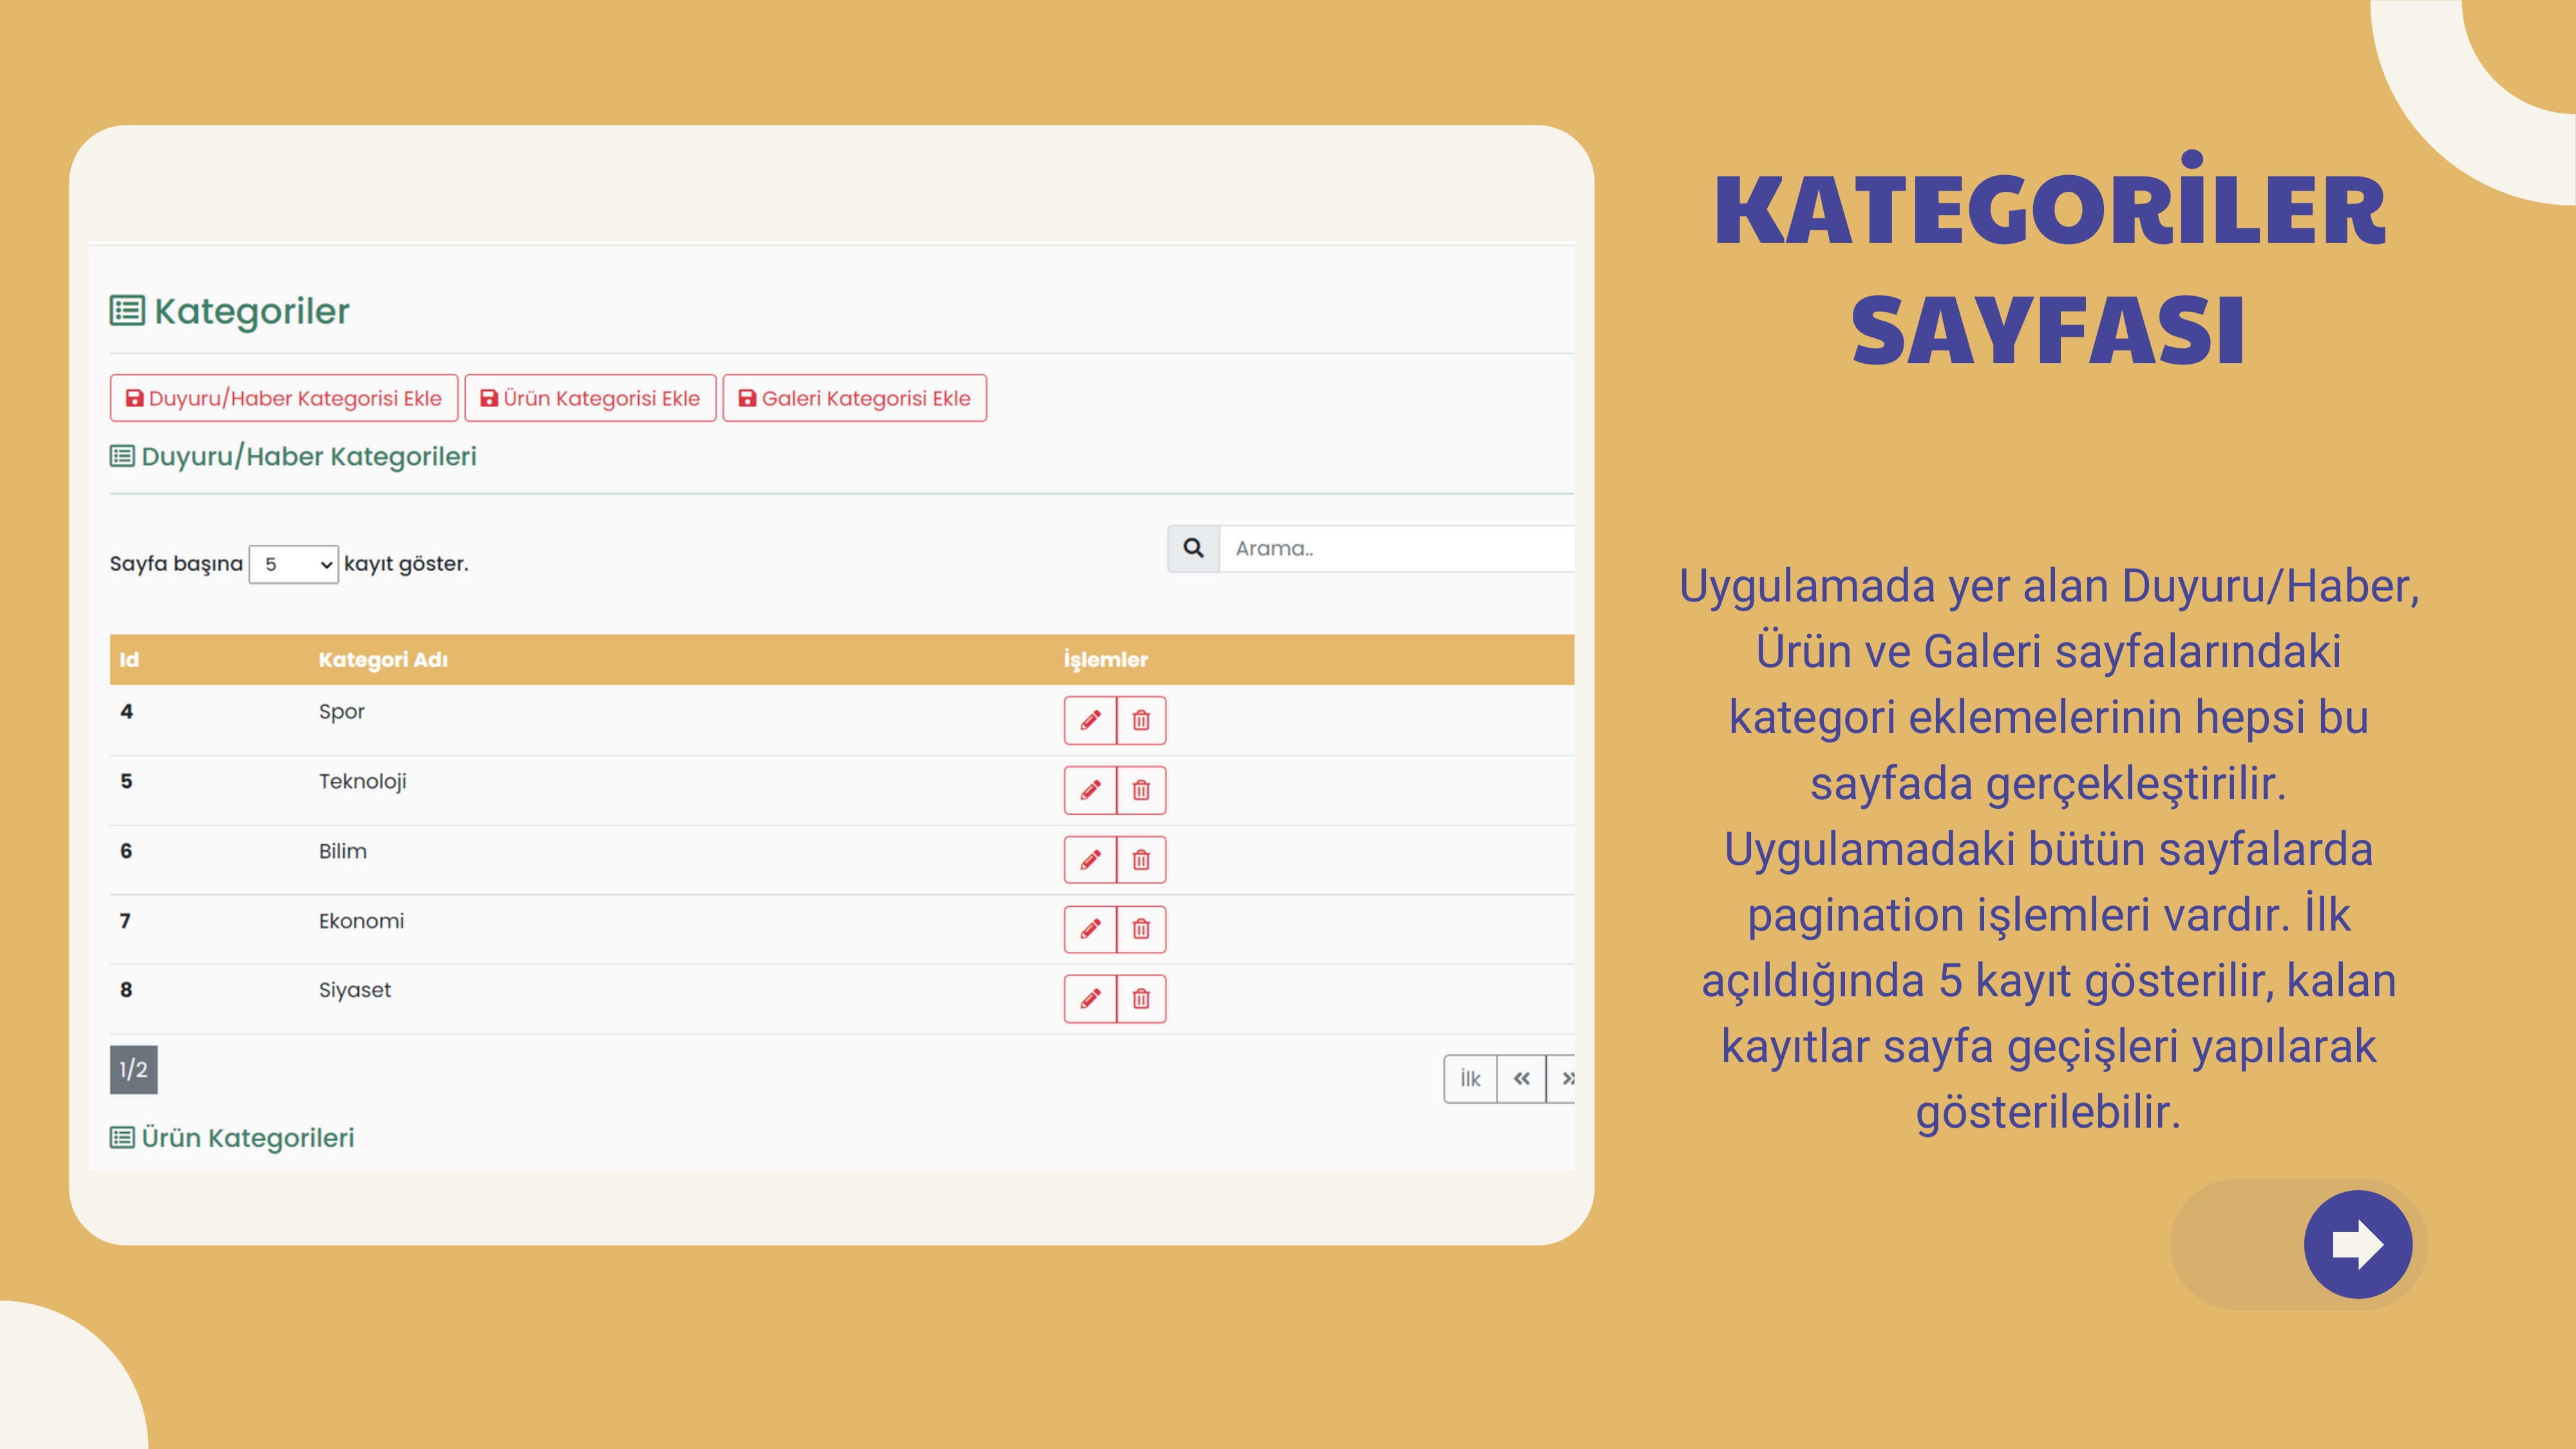 Kategoriler
Duyuru/Haber Kategorisi Ekle Ürün Kategorisi Ekle Galeri Kategorisi Ekle
Duyuru/Haber Kategorileri
Sayfa başına 5 kayıt göster.
Arama..
Id Kategori Adı İşlemler
4 Spor
5 Teknoloji
6 Bilim
7 Ekonomi
8 Siyaset
1/2
İlk « »
Ürün Kategorileri
KATEGORİLER
SAYFASI
Uygulamada yer alan Duyuru/Haber,
Ürün ve Galeri sayfalarındaki
kategori eklemelerinin hepsi bu
sayfada gerçekleştirilir.
Uygulamadaki bütün sayfalarda
pagination işlemleri vardır. İlk
açıldığında 5 kayıt gösterilir, kalan
kayıtlar sayfa geçişleri yapılarak
gösterilebilir.